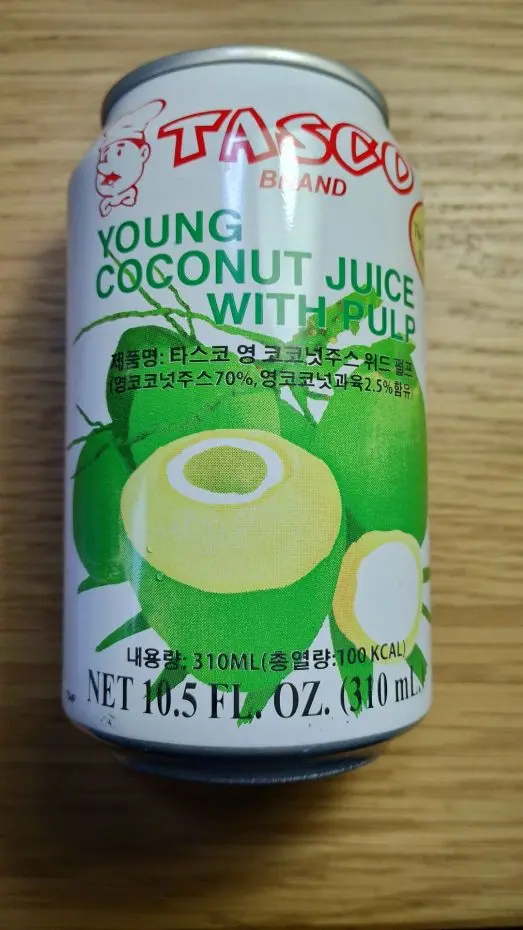 TASCO
BRAND
YOUNG
COCONUT JUICE
WITH PULP
제품명: 타스코 영 코코넛주스 위드 펄프
(영코코넛주스70%,영코코넛과육2.5%함유
내용량: 310ML(총열량:100 KCAL)
NET 10.5 FL. OZ. (310 mL